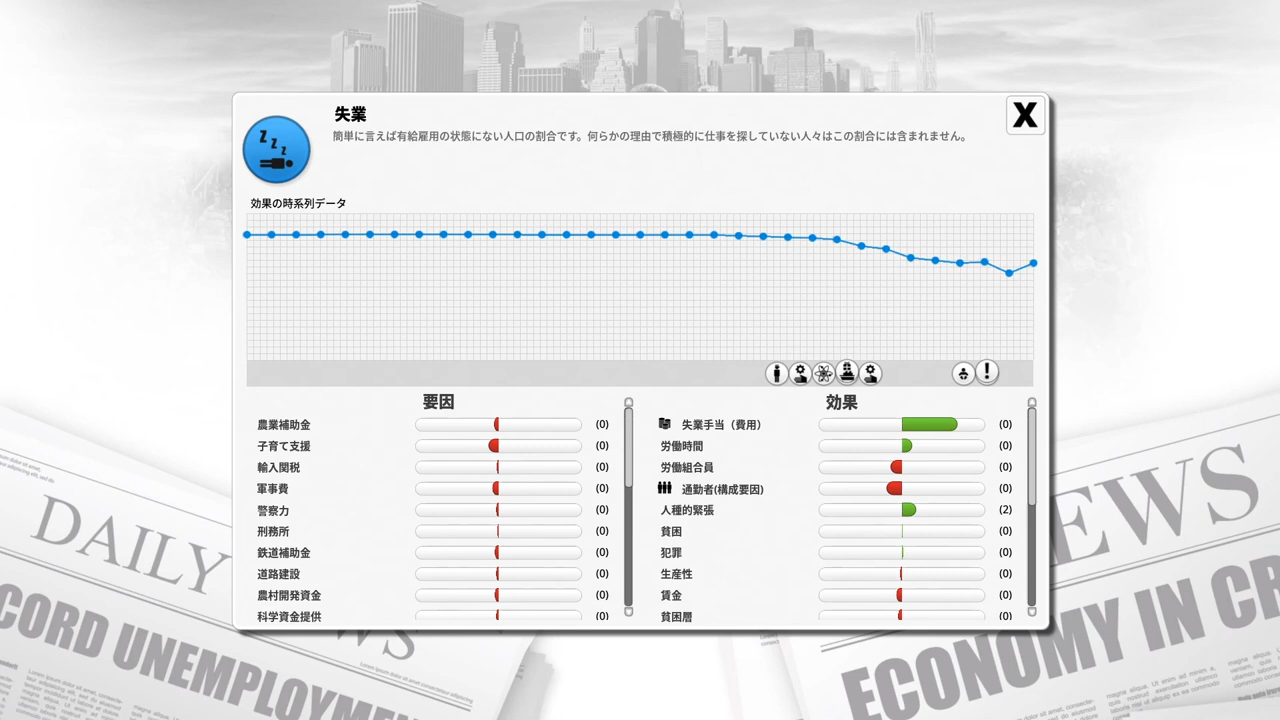 失業
X
簡単に言えば有給雇用の状態にない人口の割合です。何らかの理由で積極的に仕事を探していない人々はこの割合には含まれません。
効果の時系列データ
要因
農業補助金 (0)
子育て支援 (0)
輸入関税 (0)
軍事費 (0)
警察力 (0)
刑務所 (0)
鉄道補助金 (0)
道路建設 (0)
農村開発資金 (0)
科学資金提供 (0)
効果
失業手当（費用） (0)
労働時間 (0)
労働組合員 (0)
通勤者(構成要因) (0)
人種的緊張 (2)
貧困 (0)
犯罪 (0)
生産性 (0)
賃金 (0)
貧困層 (0)
DAILY
WS
CORD UNEMPLOYME
EWS
ECONOMY IN CR